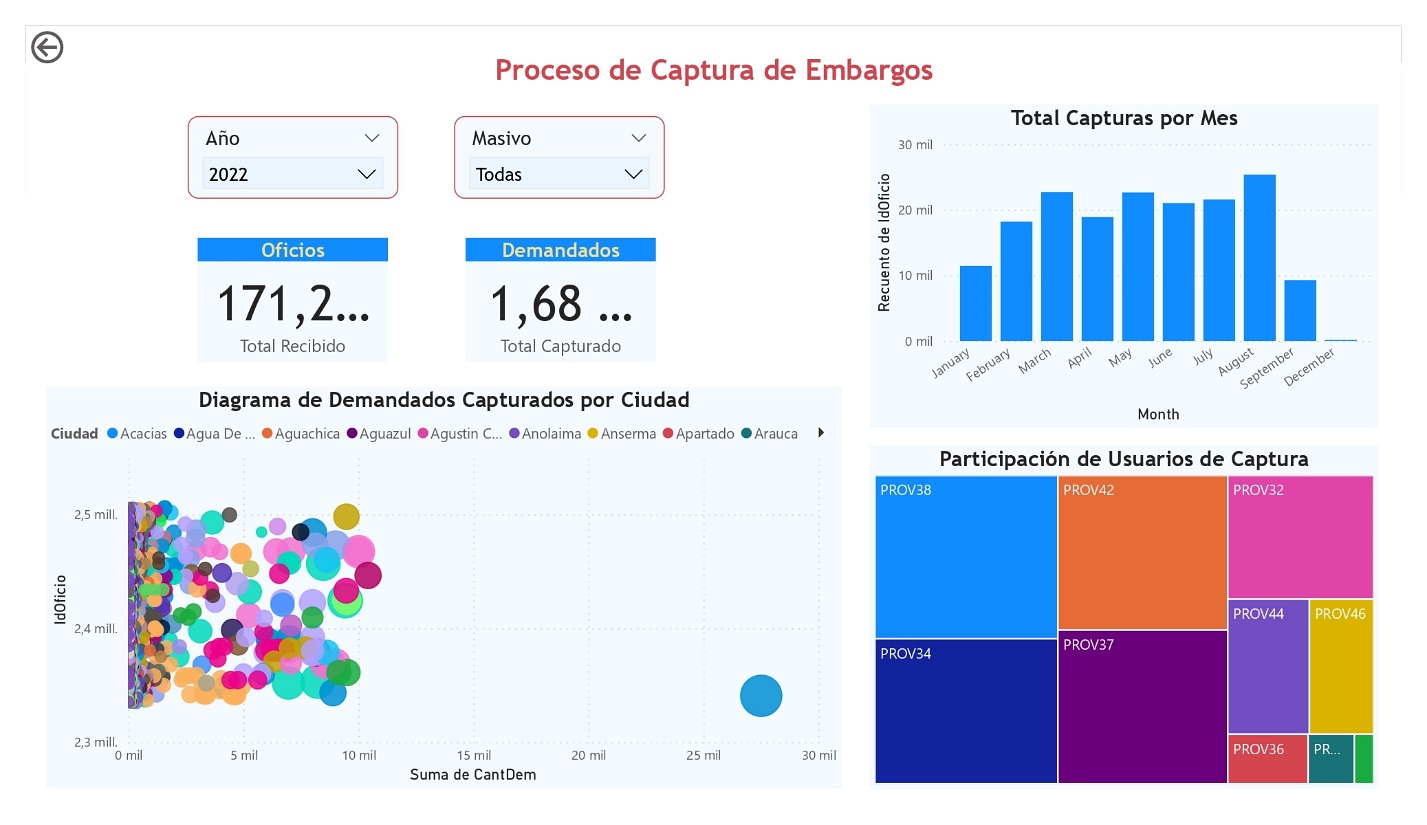 Proceso de Captura de Embargos
Año
2022
Masivo
Todas
Oficios
171,2...
Total Recibido
Demandados
1,68 ...
Total Capturado
Total Capturas por Mes
Recuento de IdOficio
30 mil
20 mil
10 mil
0 mil
January
February
March
April
May
June
July
August
September
December
Month
Diagrama de Demandados Capturados por Ciudad
Ciudad Acacias Agua De ... Aguachica Aguazul Agustin C... Anolaima Anserma Apartado Arauca
IdOficio
2,5 mill.
2,4 mill.
2,3 mill.
0 mil 5 mil 10 mil 15 mil 20 mil 25 mil 30 mil
Suma de CantDem
Participación de Usuarios de Captura
PROV38
PROV42
PROV32
PROV44
PROV46
PROV34
PROV37
PROV36
PR...